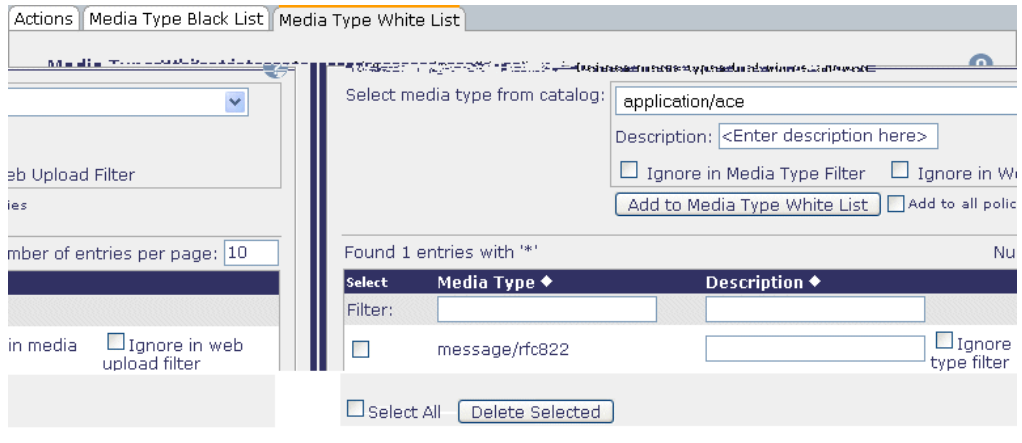 Actions Media Type Black List Media Type White List
Select media type from catalog: application/ace
Description: <Enter description here>
eb Upload Filter
Ignore in Media Type Filter Ignore in We
ies
Add to Media Type White List Add to all polic
mber of entries per page: 10
Found 1 entries with '*' Nu
Select Media Type Description
Filter:
in media Ignore in web upload filter
message/rfc822 Ignore type filter
Select All Delete Selected